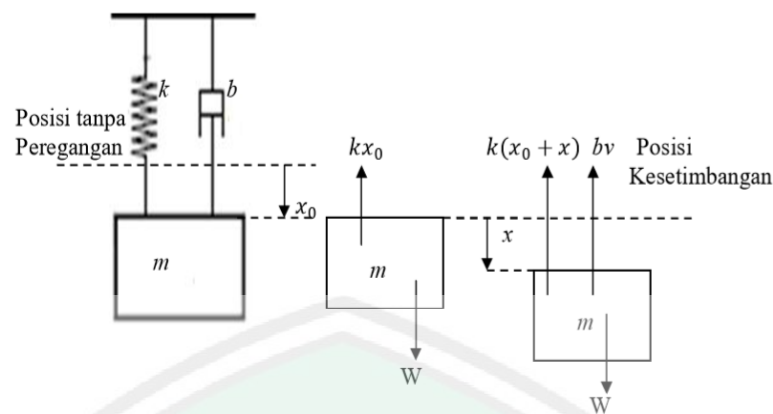 k
b
Posisi tanpa
Peregangan
x₀
m
kx₀
m
W
k(x₀ + x) bv Posisi
Kesetimbangan
x
m
W